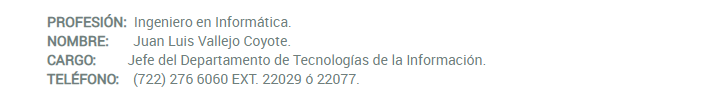 PROFESIÓN: Ingeniero en Informática.
NOMBRE: Juan Luis Vallejo Coyote.
CARGO: Jefe del Departamento de Tecnologías de la Información.
TELÉFONO: (722) 276 6060 EXT. 22029 ó 22077.